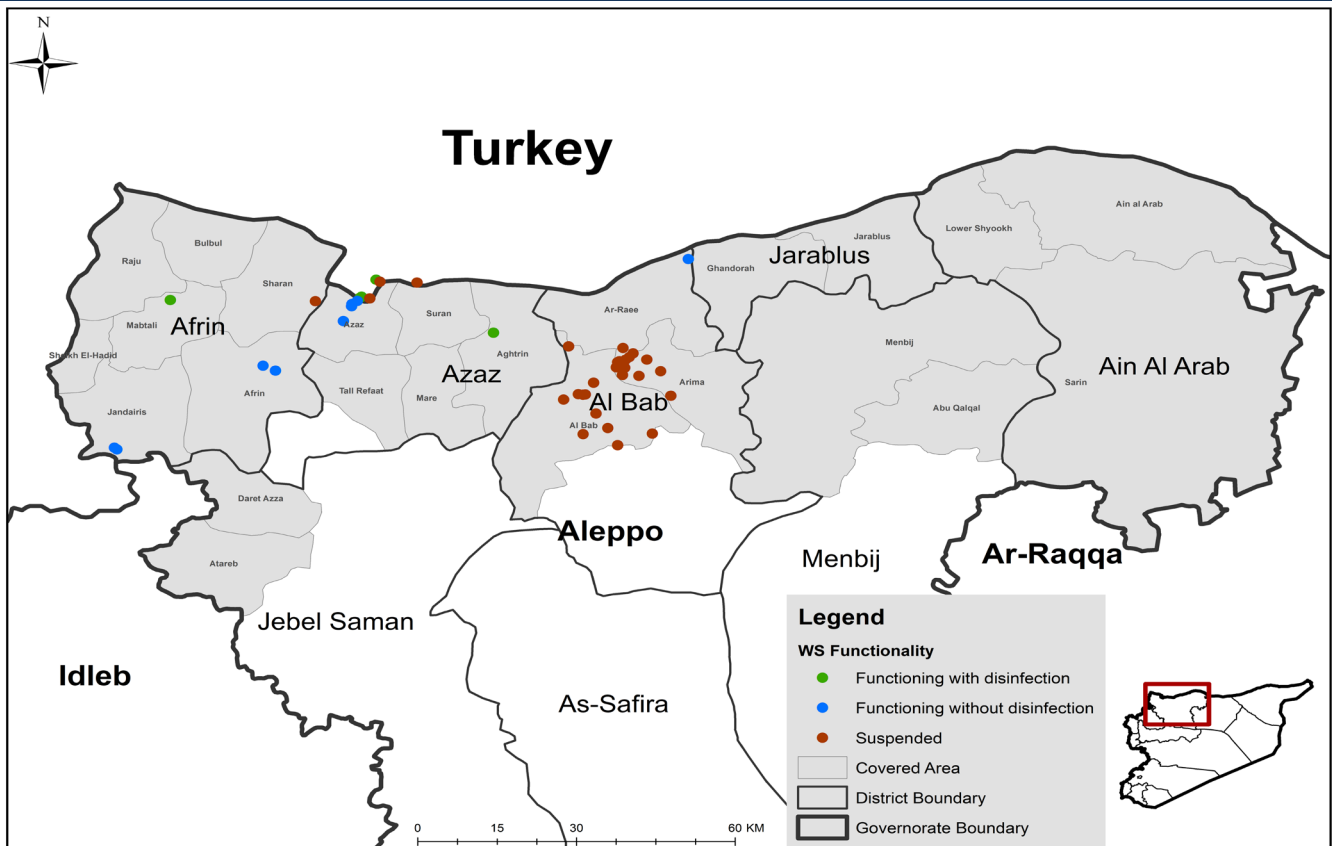 N
Turkey
Ain al Arab
Lower Shyookh
Jarablus
Bulbul
Raju
Jarablus
Ghandorah
Sharan
Ar-Raee
Suran
Azaz
Mabtali
Afrin
Menbij
Aghtrin
Sheikh El-Hadid
Ain Al Arab
Azaz
Arima
Sarin
Afrin
Tall Refaat
Mare
Al Bab
Abu Qalqal
Jandairis
Al Bab
Daret Azza
Aleppo
Menbij
Ar-Raqqa
Atareb
Jebel Saman
Idleb
As-Safira
Legend
WS Functionality
Functioning with disinfection
Functioning without disinfection
Suspended
Covered Area
District Boundary
Governorate Boundary
0 15 30 60 KM